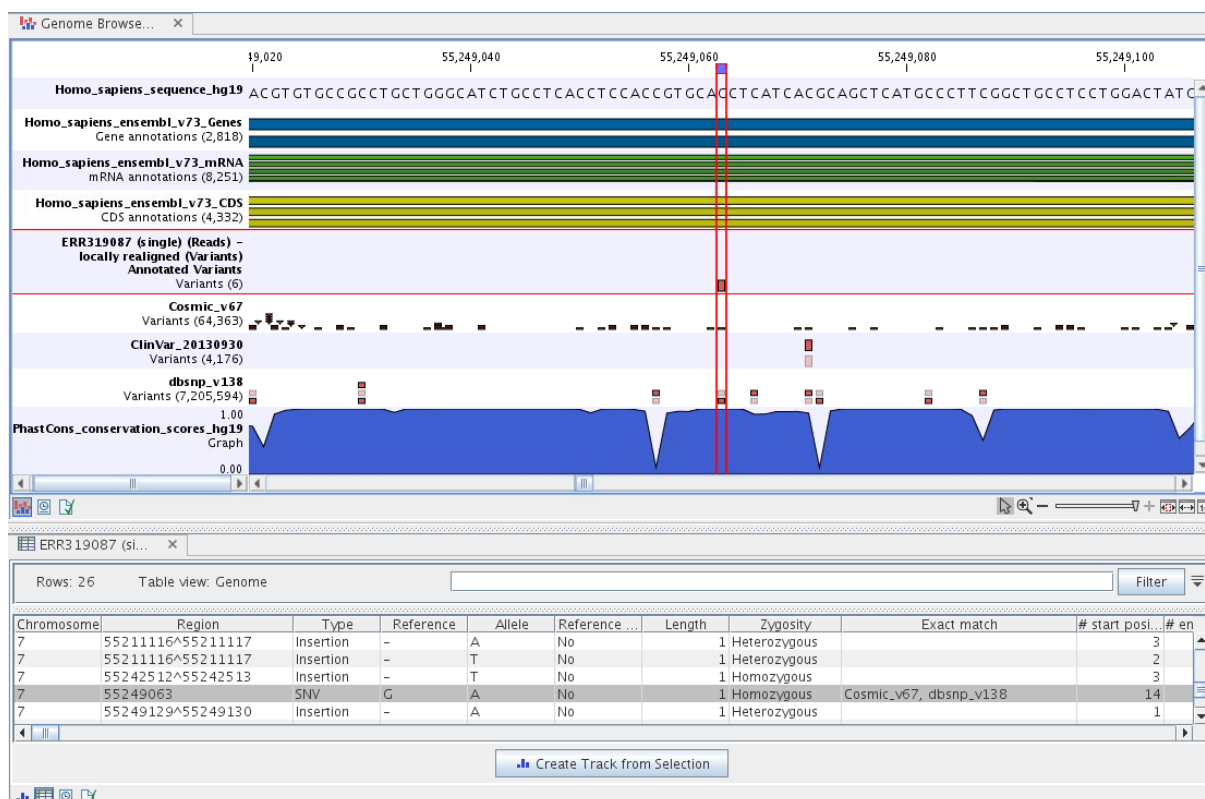 Genome Browse... ×
49,020 55,249,040 55,249,060 55,249,080 55,249,100
Homo_sapiens_sequence_hg19 ACGTGTGCCGCCTGCTGGGCATCTGCCTCACCTCCACCGTGCAGCTCATCACGCAGCTCATGCCCTTCGGCTGCCTCCTGGACTATC
Homo_sapiens_ensembl_v73_Genes
Gene annotations (2,818)
Homo_sapiens_ensembl_v73_mRNA
mRNA annotations (8,251)
Homo_sapiens_ensembl_v73_CDS
CDS annotations (4,332)
ERR319087 (single) (Reads) –
locally realigned (Variants)
Annotated Variants
Variants (6)
Cosmic_v67
Variants (64,363)
ClinVar_20130930
Variants (4,176)
dbsnp_v138
Variants (7,205,594)
1.00
PhastCons_conservation_scores_hg19
Graph
0.00
ERR319087 (si... ×
Rows: 26 Table view: Genome Filter
Chromosome Region Type Reference Allele Reference ... Length Zygosity Exact match # start posi... # en
7 55211116^55211117 Insertion – A No 1 Heterozygous 3
7 55211116^55211117 Insertion – T No 1 Heterozygous 2
7 55242512^55242513 Insertion – T No 1 Homozygous 3
7 55249063 SNV G A No 1 Homozygous Cosmic_v67, dbsnp_v138 14
7 55249129^55249130 Insertion – A No 1 Heterozygous 1
Create Track from Selection